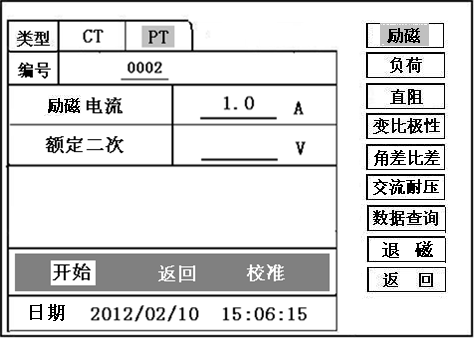 类型 CT PT
编号 0002
励磁电流 1.0 A
额定二次 V
开始 返回 校准
日期 2012/02/10 15:06:15
励磁
负荷
直阻
变比极性
角差比差
交流耐压
数据查询
退 磁
返 回